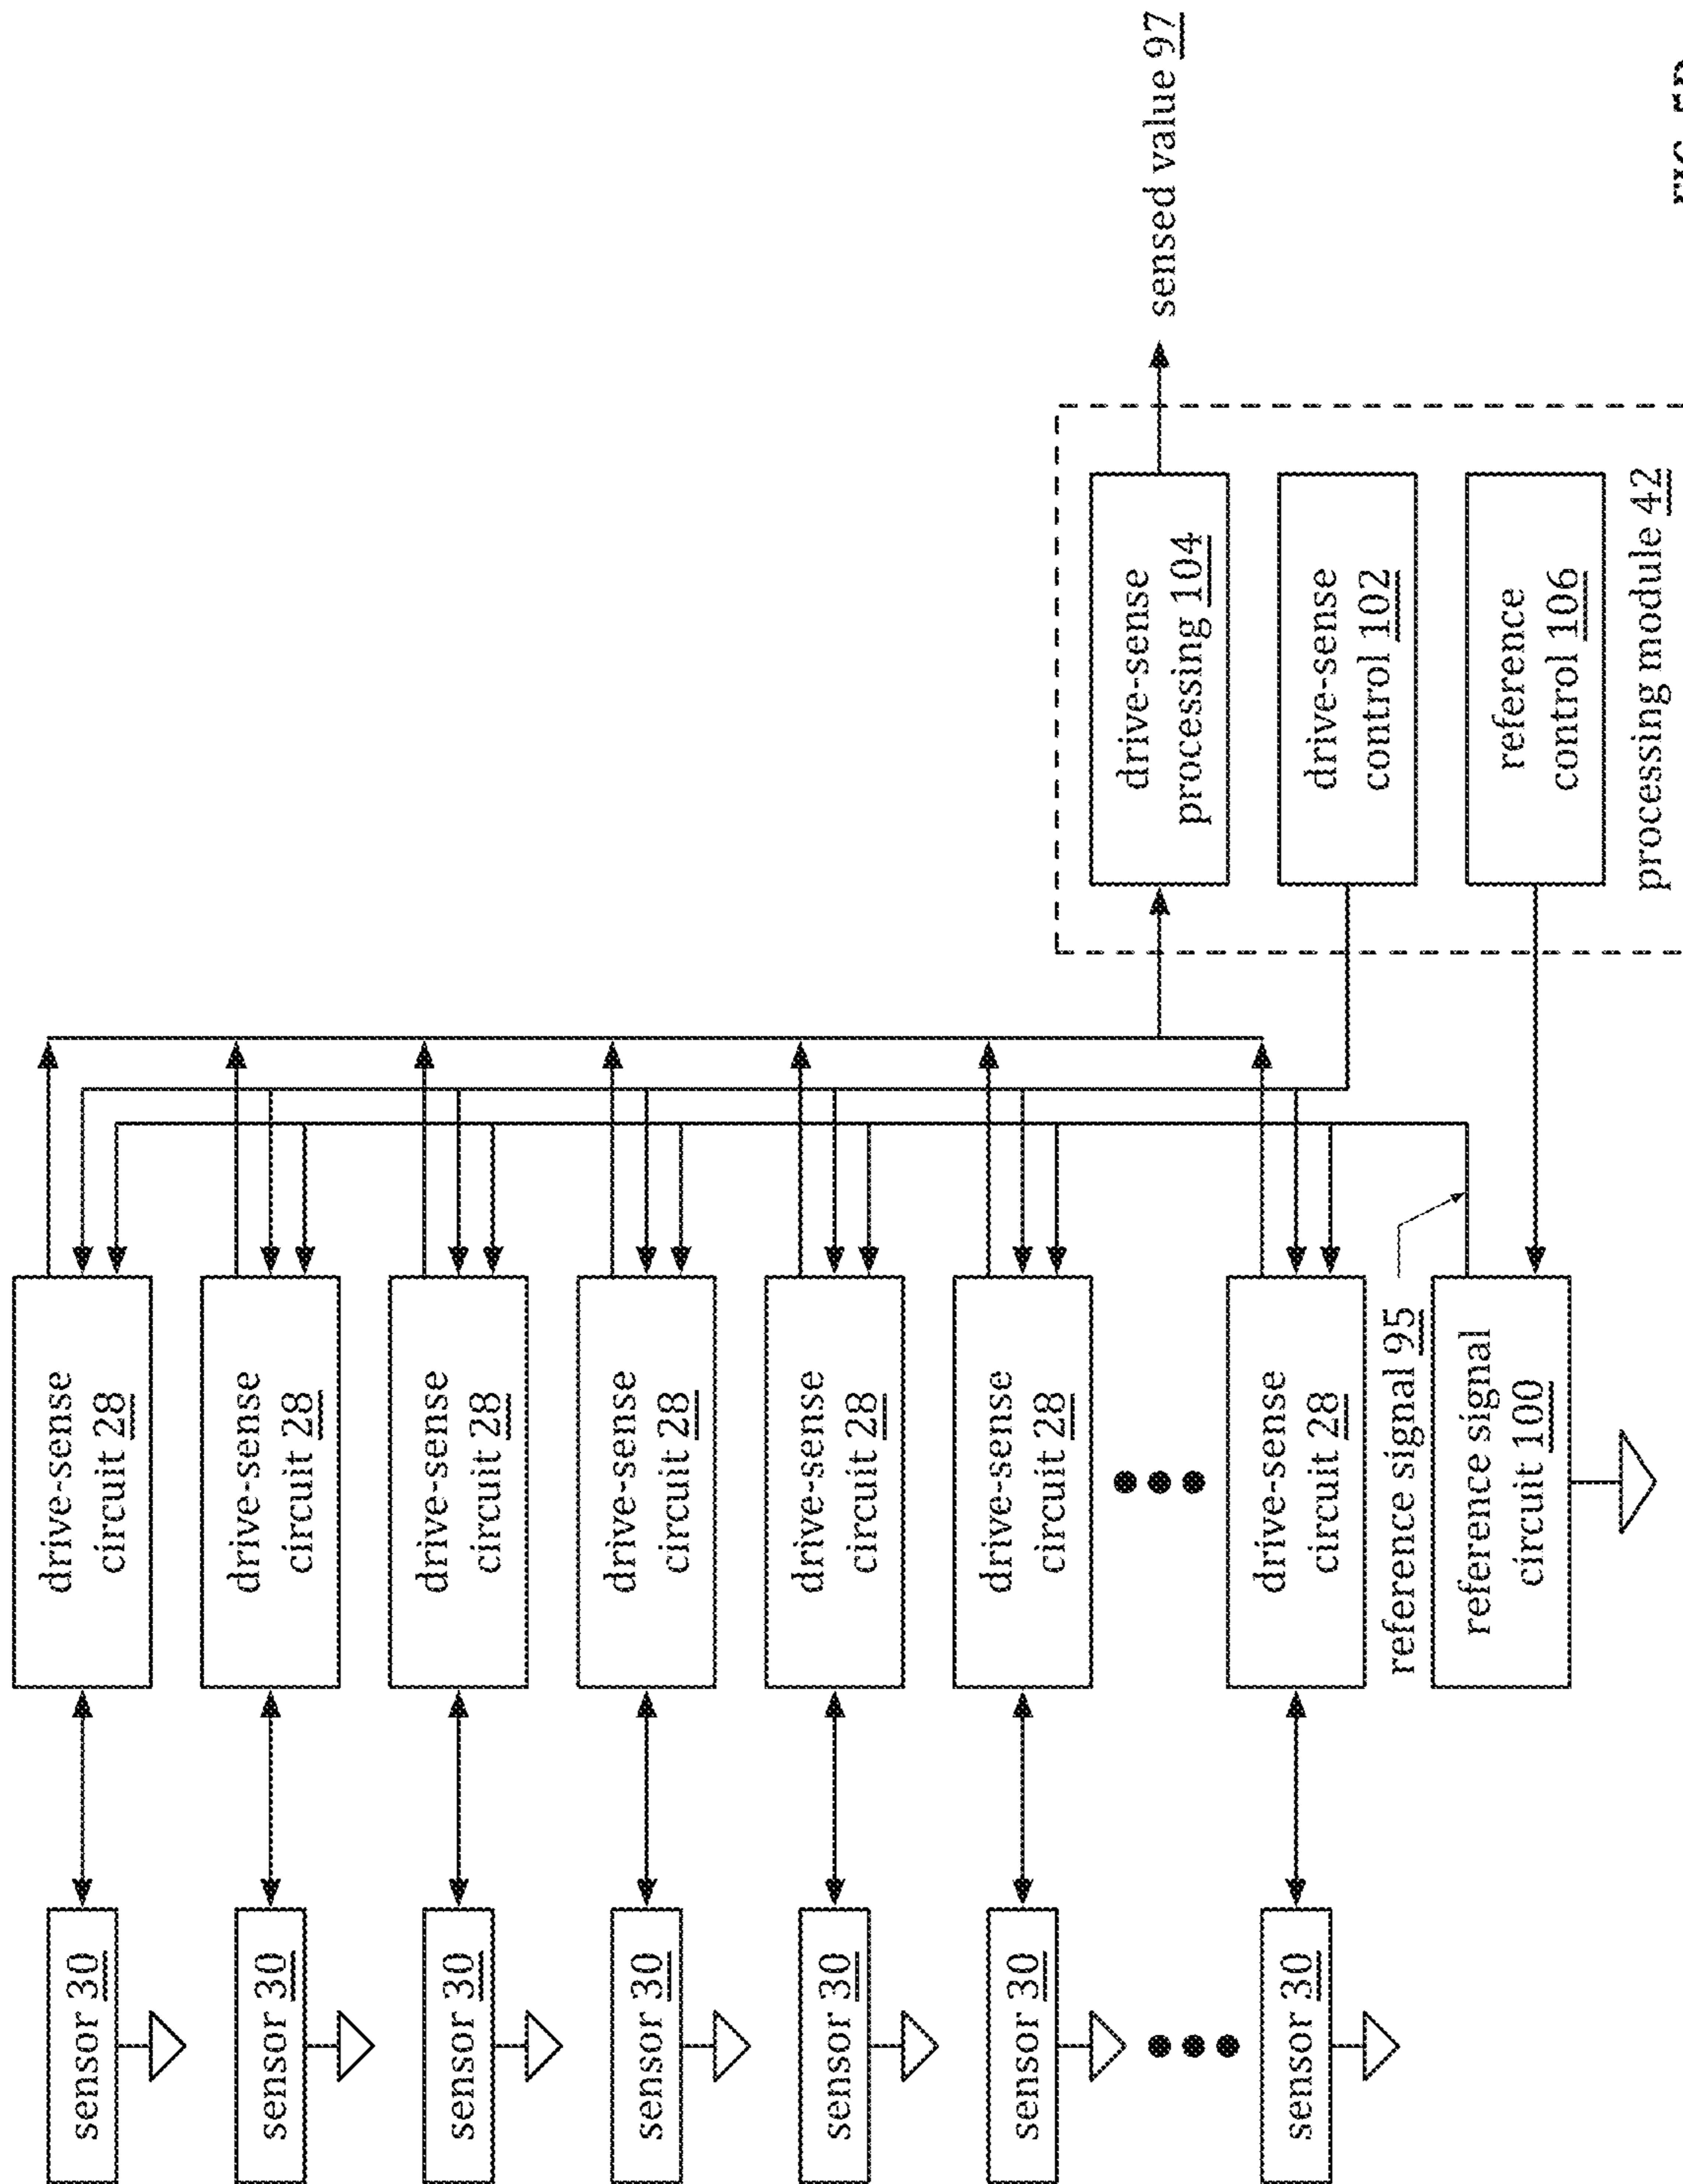 sensor 30
drive-sense
circuit 28
sensor 30
drive-sense
circuit 28
sensor 30
drive-sense
circuit 28
sensor 30
drive-sense
circuit 28
sensor 30
drive-sense
circuit 28
sensor 30
drive-sense
circuit 28
sensor 30
drive-sense
circuit 28
reference signal 95
reference signal
circuit 100
drive-sense
processing 104
sensed value 97
drive-sense
control 102
reference
control 106
processing module 42